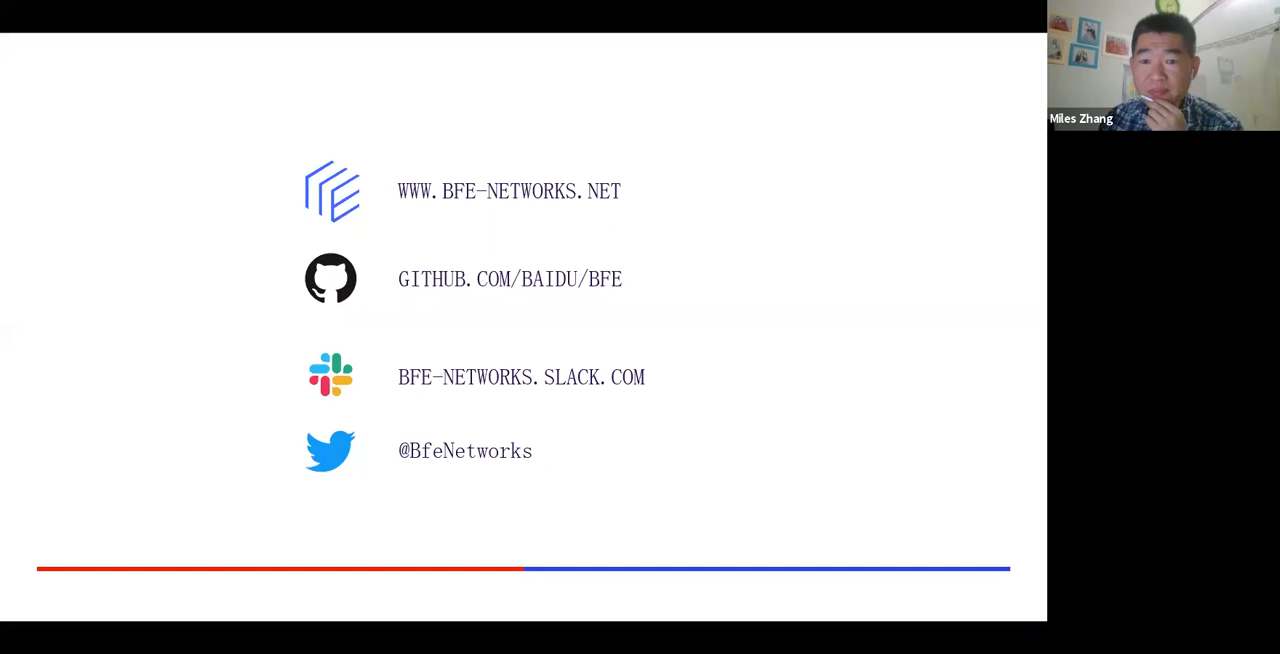 WWW.BFE-NETWORKS.NET
GITHUB.COM/BAIDU/BFE
BFE-NETWORKS.SLACK.COM
@BfeNetworks
Miles Zhang